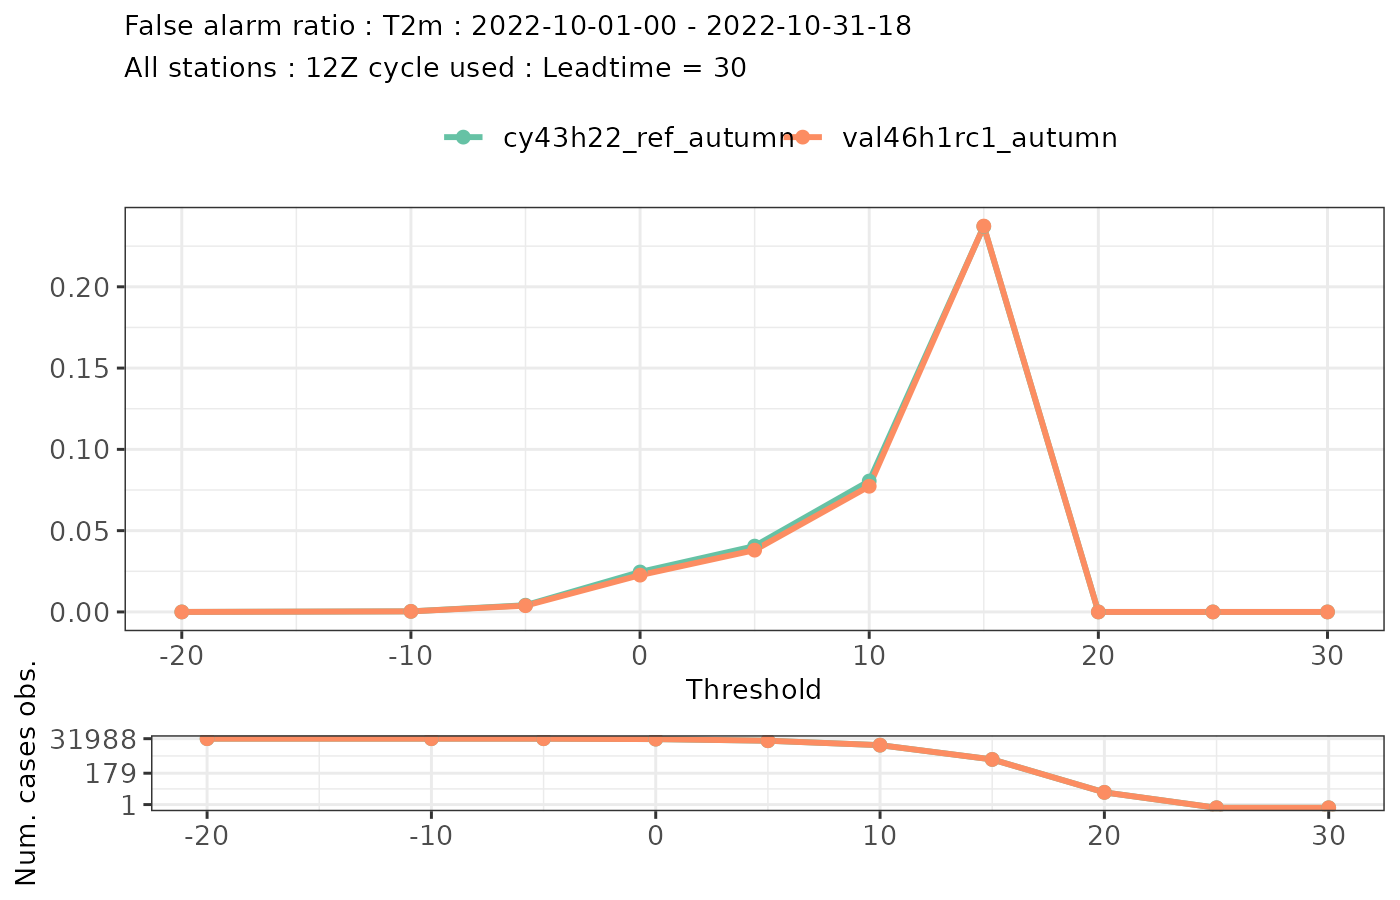 False alarm ratio : T2m : 2022-10-01-00 - 2022-10-31-18
All stations : 12Z cycle used : Leadtime = 30
cy43h22_ref_autumn val46h1rc1_autumn
0.20
0.15
0.10
0.05
0.00
-20 -10 0 10 20 30
Threshold
Num. cases obs.
31988
179
1
-20 -10 0 10 20 30